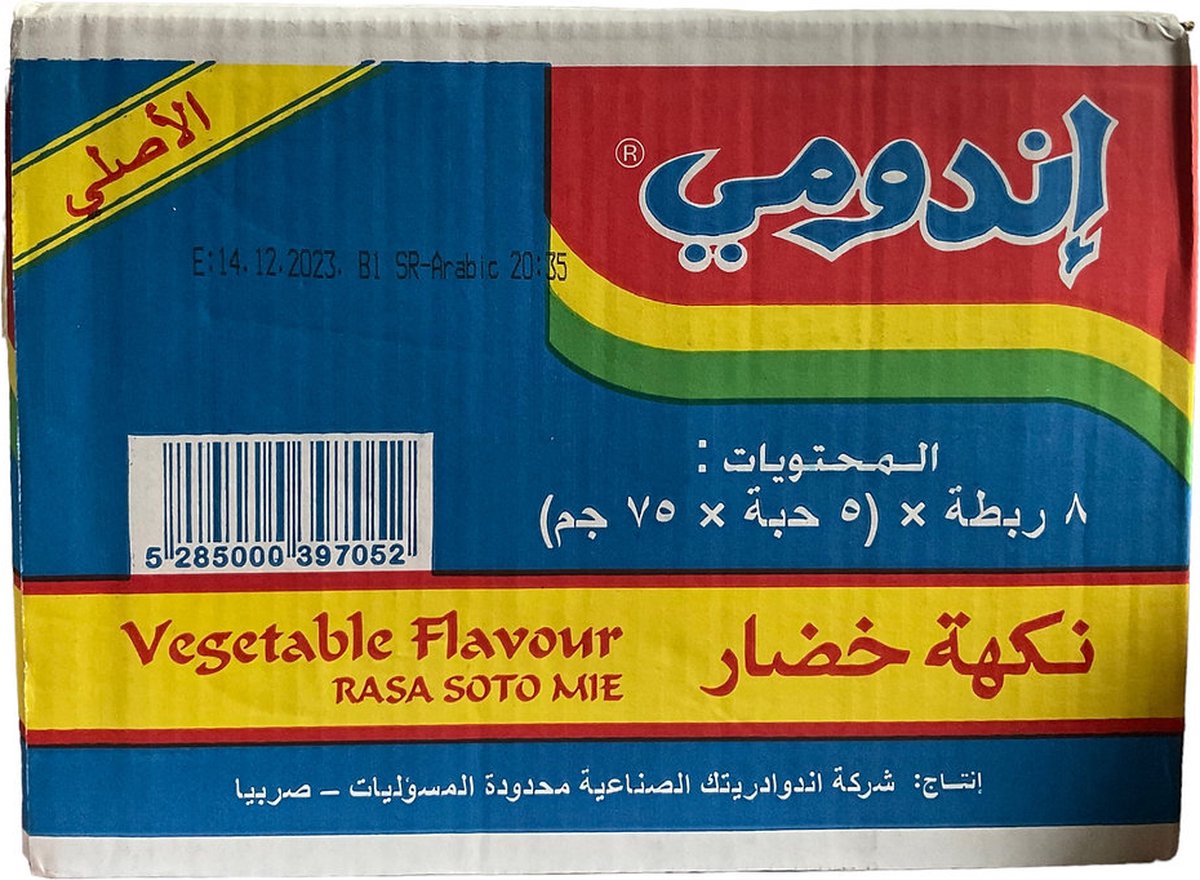 الأصلي
إندومي ®
E:14.12.2023. B1 SR-Arabic 20:35
المحتويات :
٨ ربطة × (٥ حبة × ٧٥ جم)
5 285000 397052
نكهة خضار
Vegetable Flavour
RASA SOTO MIE
إنتاج: شركة اندوادريتك الصناعية محدودة المسؤليات – صربيا